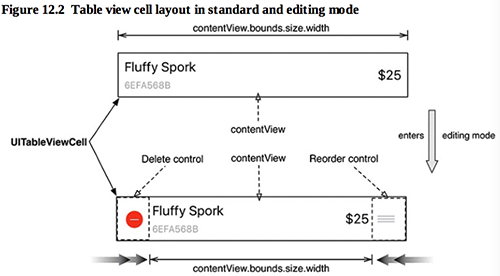 Figure 12.2 Table view cell layout in standard and editing mode
contentView.bounds.size.width
Fluffy Spork
6EFA568B
$25
contentView
UITableViewCell
enters
editing mode
Delete control
contentView
Reorder control
Fluffy Spork
6EFA568B
$25
contentView.bounds.size.width